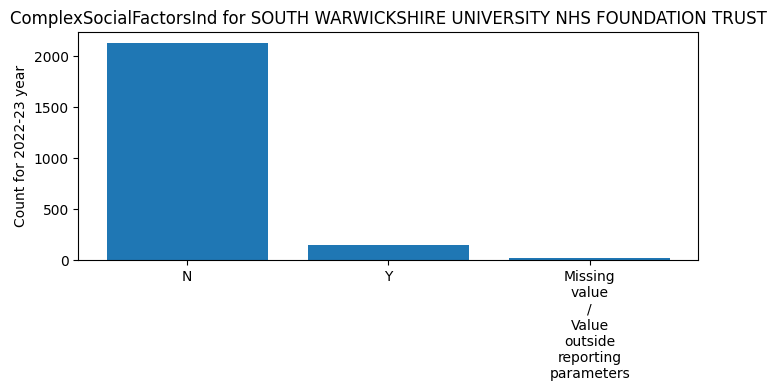 ComplexSocialFactorsInd for SOUTH WARWICKSHIRE UNIVERSITY NHS FOUNDATION TRUST
Count for 2022-23 year
2000
1500
1000
500
0
N
Y
Missing
value
/
Value
outside
reporting
parameters